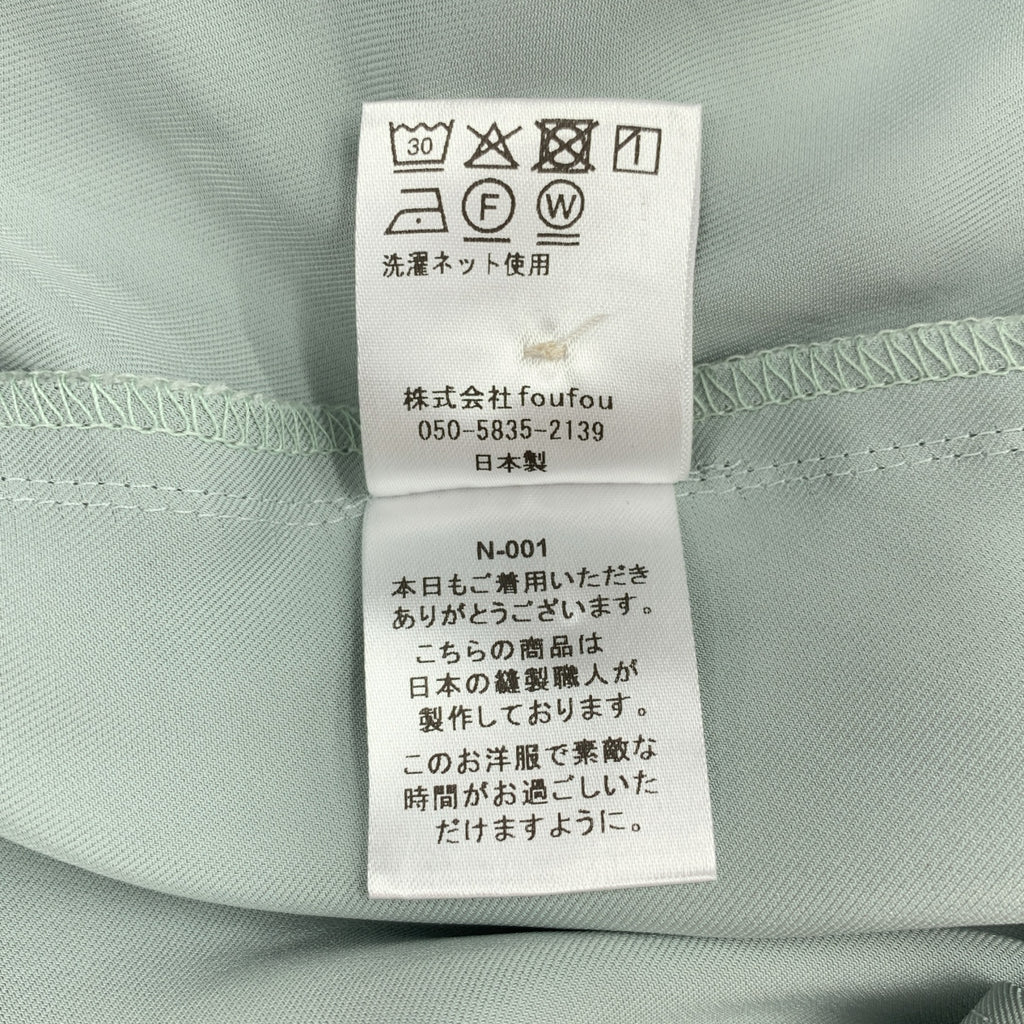 30
F W
洗濯ネット使用
株式会社foufou
050-5835-2139
日本製
N-001
本日もご着用いただき
ありがとうございます。
こちらの商品は
日本の縫製職人が
製作しております。
このお洋服で素敵な
時間がお過ごしいた
だけますように。